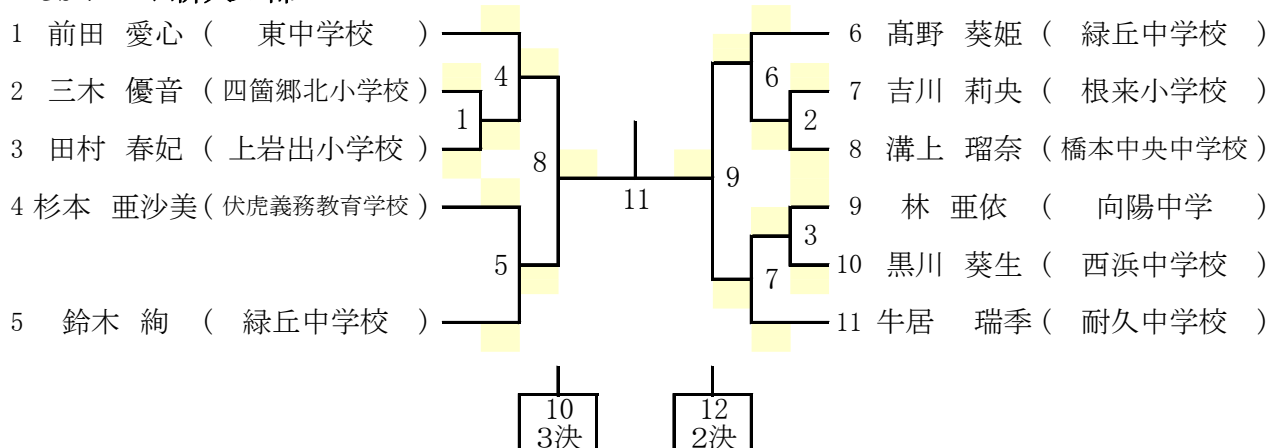 1 前田 愛心 ( 東中学校 )
2 三木 優音 ( 四箇郷北小学校 )
3 田村 春妃 ( 上岩出小学校 )
4 杉本 亜沙美 ( 伏虎義務教育学校 )
5 鈴木 絢 ( 緑丘中学校 )
4
1
8
5
11
9
6
2
3
7
6 髙野 葵姫 ( 緑丘中学校 )
7 吉川 莉央 ( 根来小学校 )
8 溝上 瑠奈 ( 橋本中央中学校 )
9 林 亜依 ( 向陽中学 )
10 黒川 葵生 ( 西浜中学校 )
11 牛居 瑞季 ( 耐久中学校 )
10
3決
12
2決